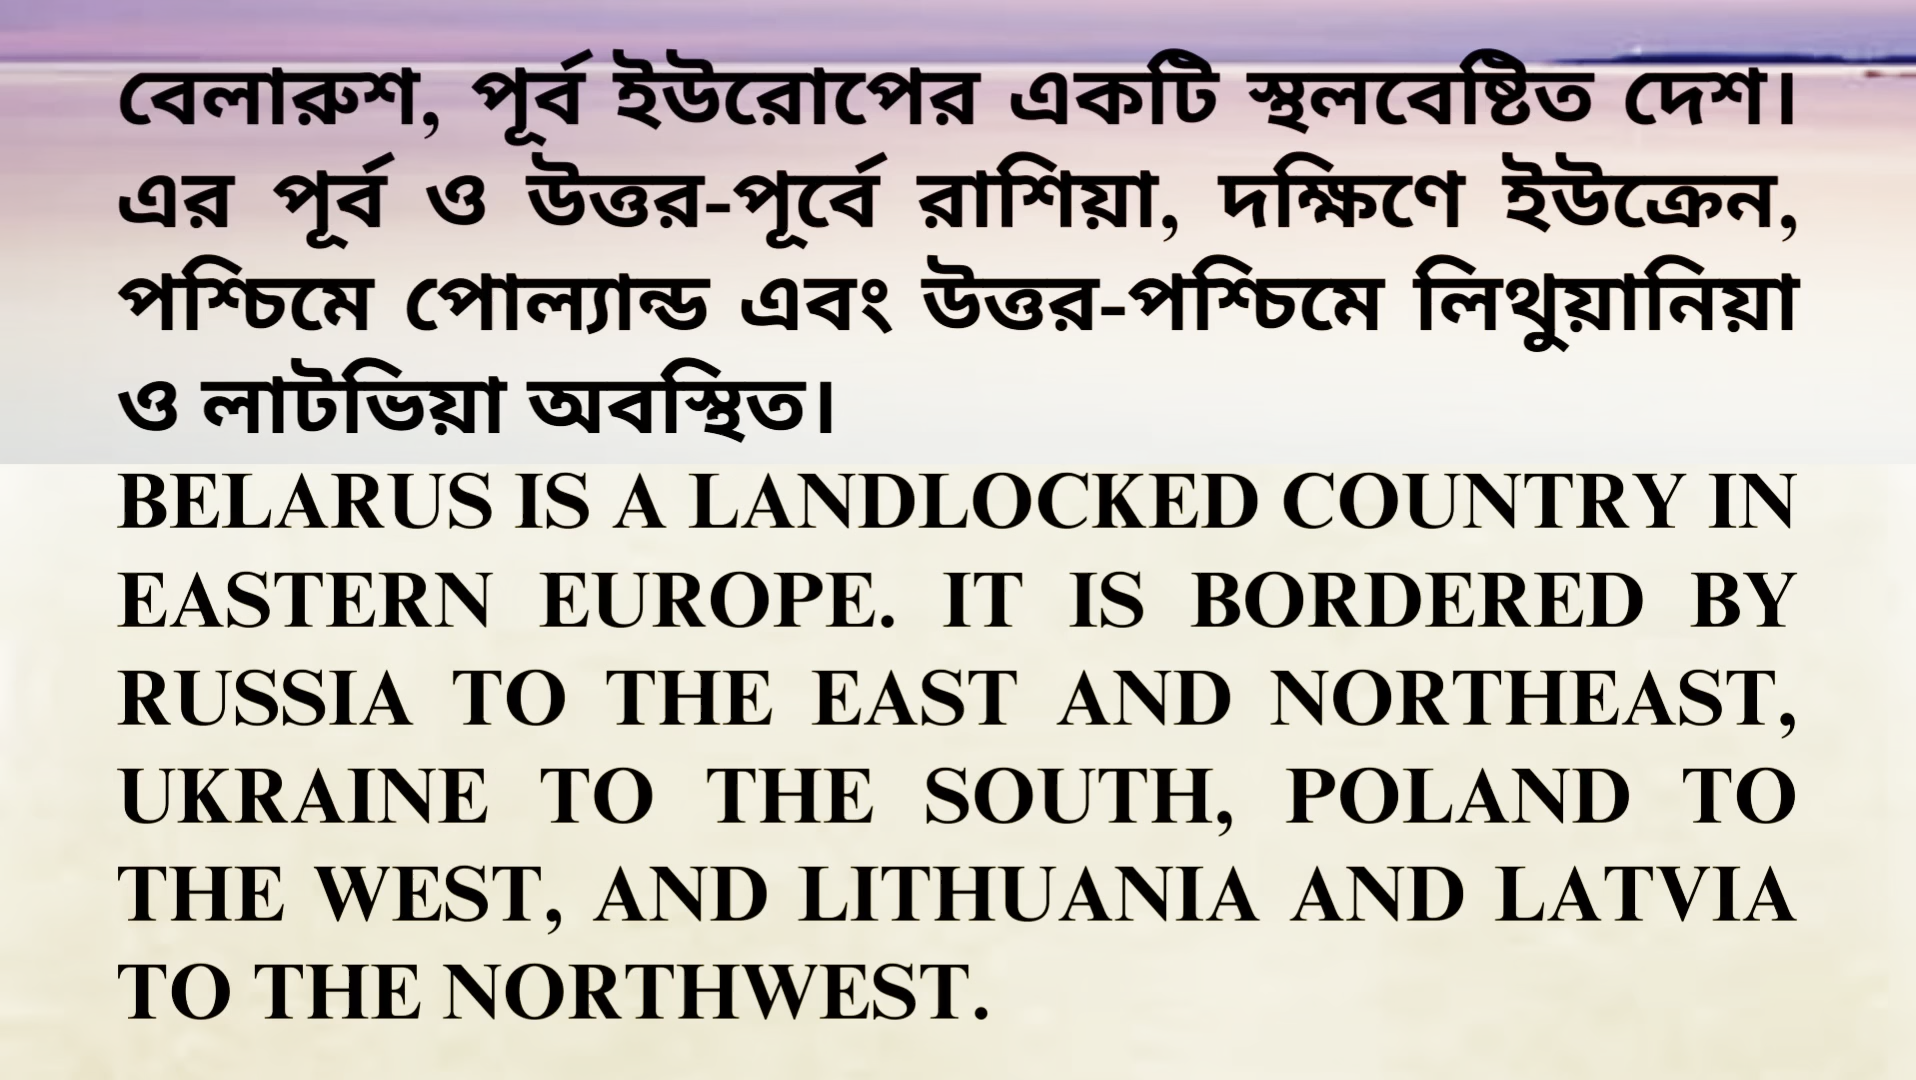 বেলারুশ, পূর্ব ইউরোপের একটি স্থলবেষ্টিত দেশ।
এর পূর্ব ও উত্তর-পূর্বে রাশিয়া, দক্ষিণে ইউক্রেন,
পশ্চিমে পোল্যান্ড এবং উত্তর-পশ্চিমে লিথুয়ানিয়া
ও লাটভিয়া অবস্থিত।
BELARUS IS A LANDLOCKED COUNTRY IN
EASTERN EUROPE. IT IS BORDERED BY
RUSSIA TO THE EAST AND NORTHEAST,
UKRAINE TO THE SOUTH, POLAND TO
THE WEST, AND LITHUANIA AND LATVIA
TO THE NORTHWEST.